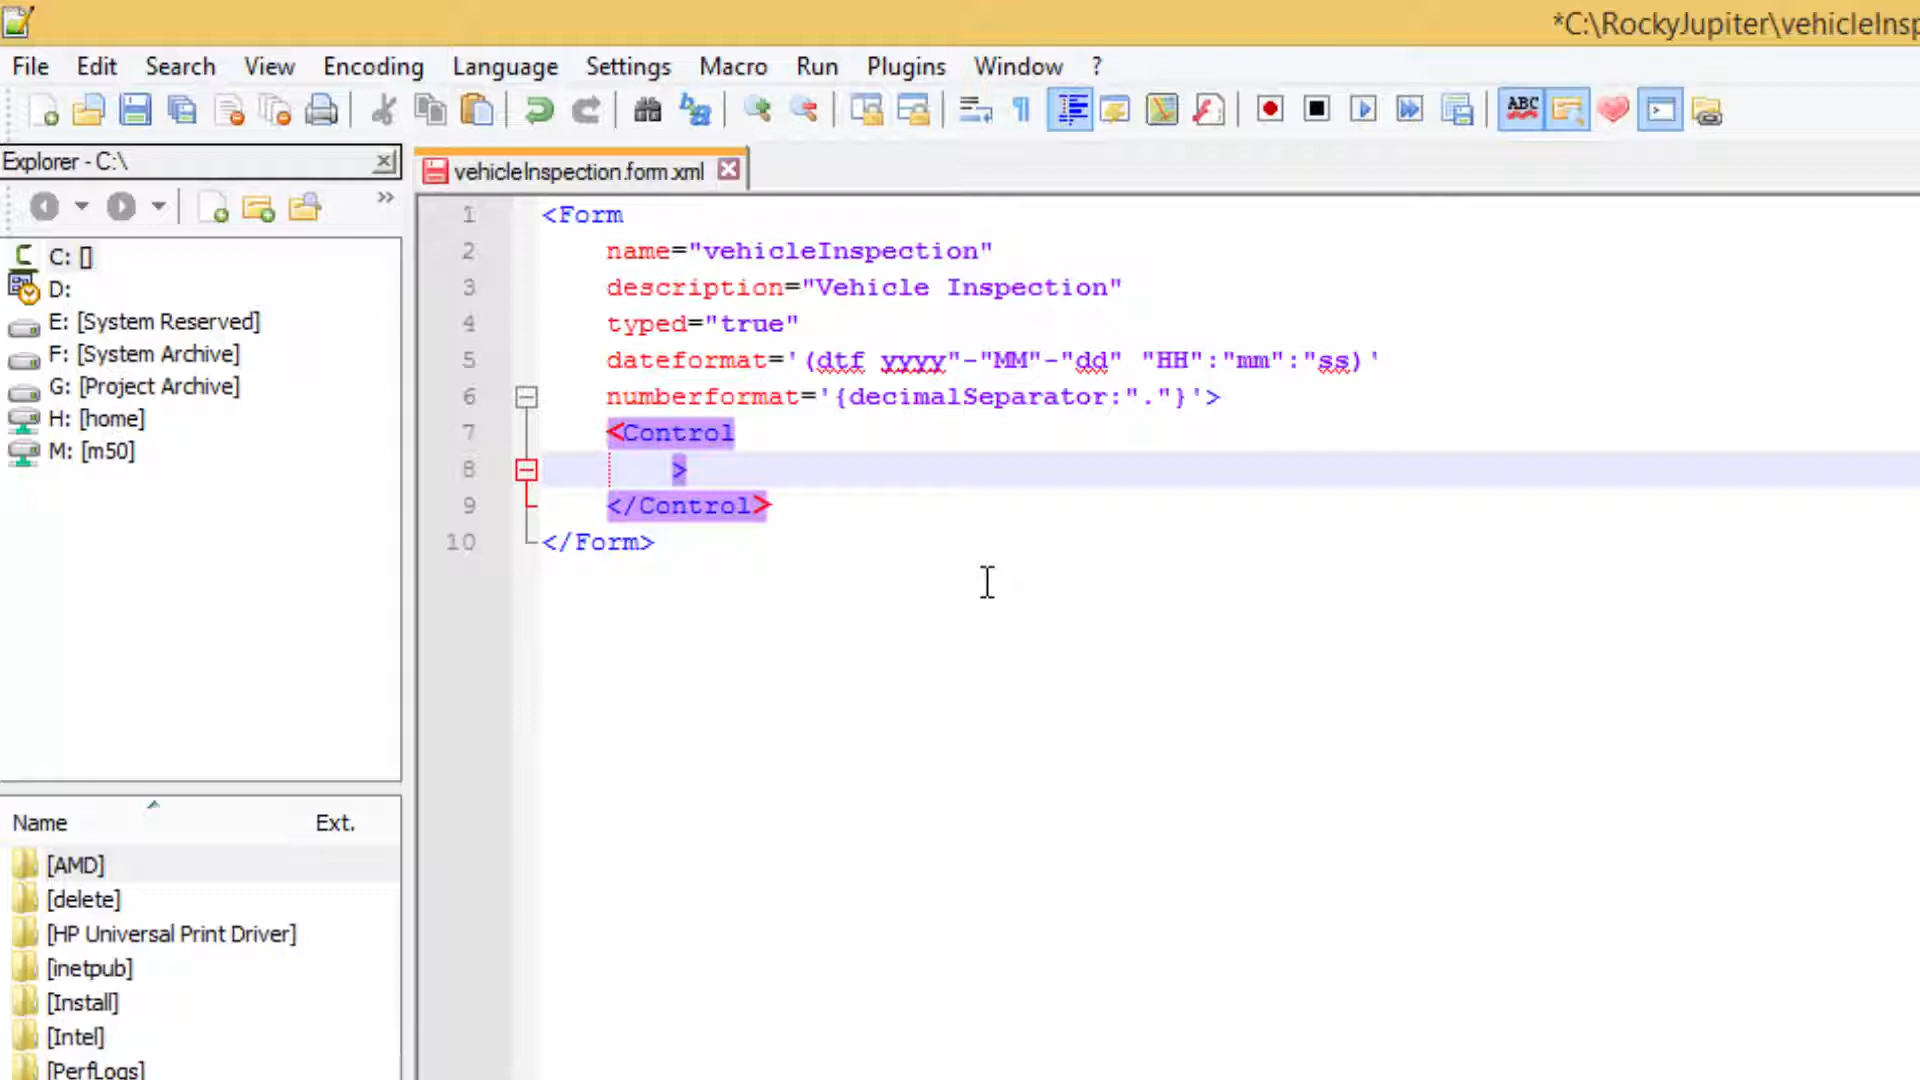 *C:\RockyJupiter\vehicleInsp
File Edit Search View Encoding Language Settings Macro Run Plugins Window ?
ABC
Explorer - C:\
vehicleInspection.form.xml
C: []
D:
E: [System Reserved]
F: [System Archive]
G: [Project Archive]
H: [home]
M: [m50]
1 <Form
2 name="vehicleInspection"
3 description="Vehicle Inspection"
4 typed="true"
5 dateformat='(dtf yyyy"-"MM"-"dd" "HH":"mm":"ss)'
6 numberformat='{decimalSeparator:"."}'>
7 <Control
8 >
9 </Control>
10 </Form>
Name Ext.
[AMD]
[delete]
[HP Universal Print Driver]
[inetpub]
[Install]
[Intel]
[PerfLogs]